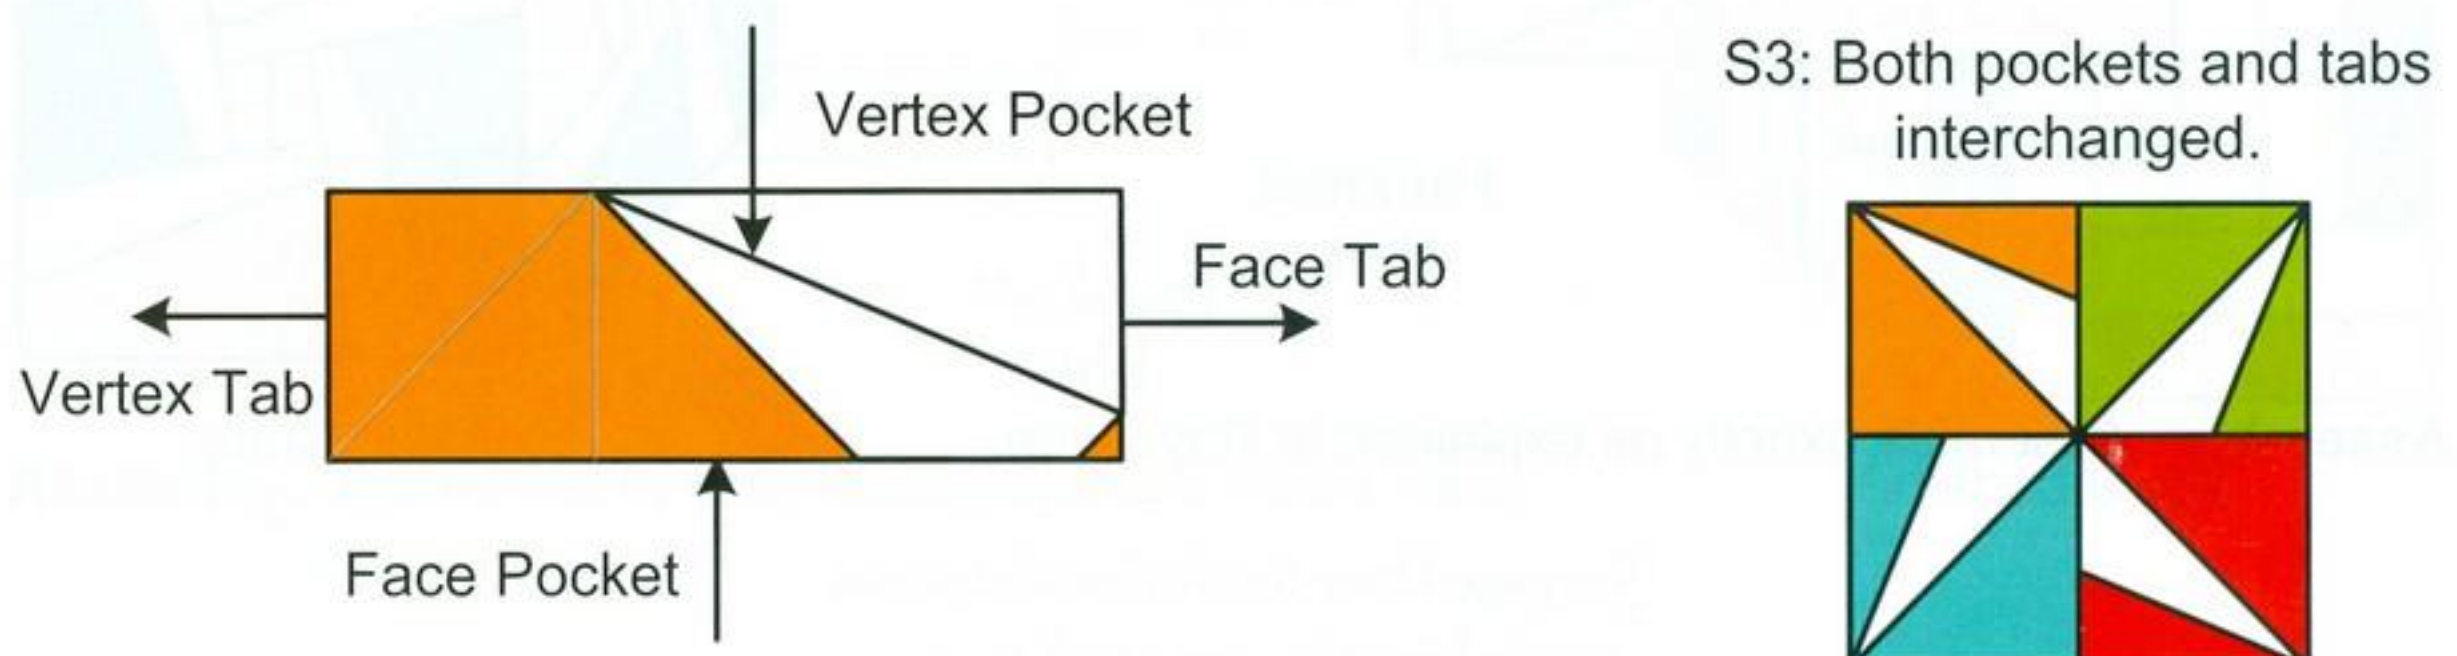 Vertex Pocket
Face Tab
Vertex Tab
Face Pocket
S3: Both pockets and tabs
interchanged.